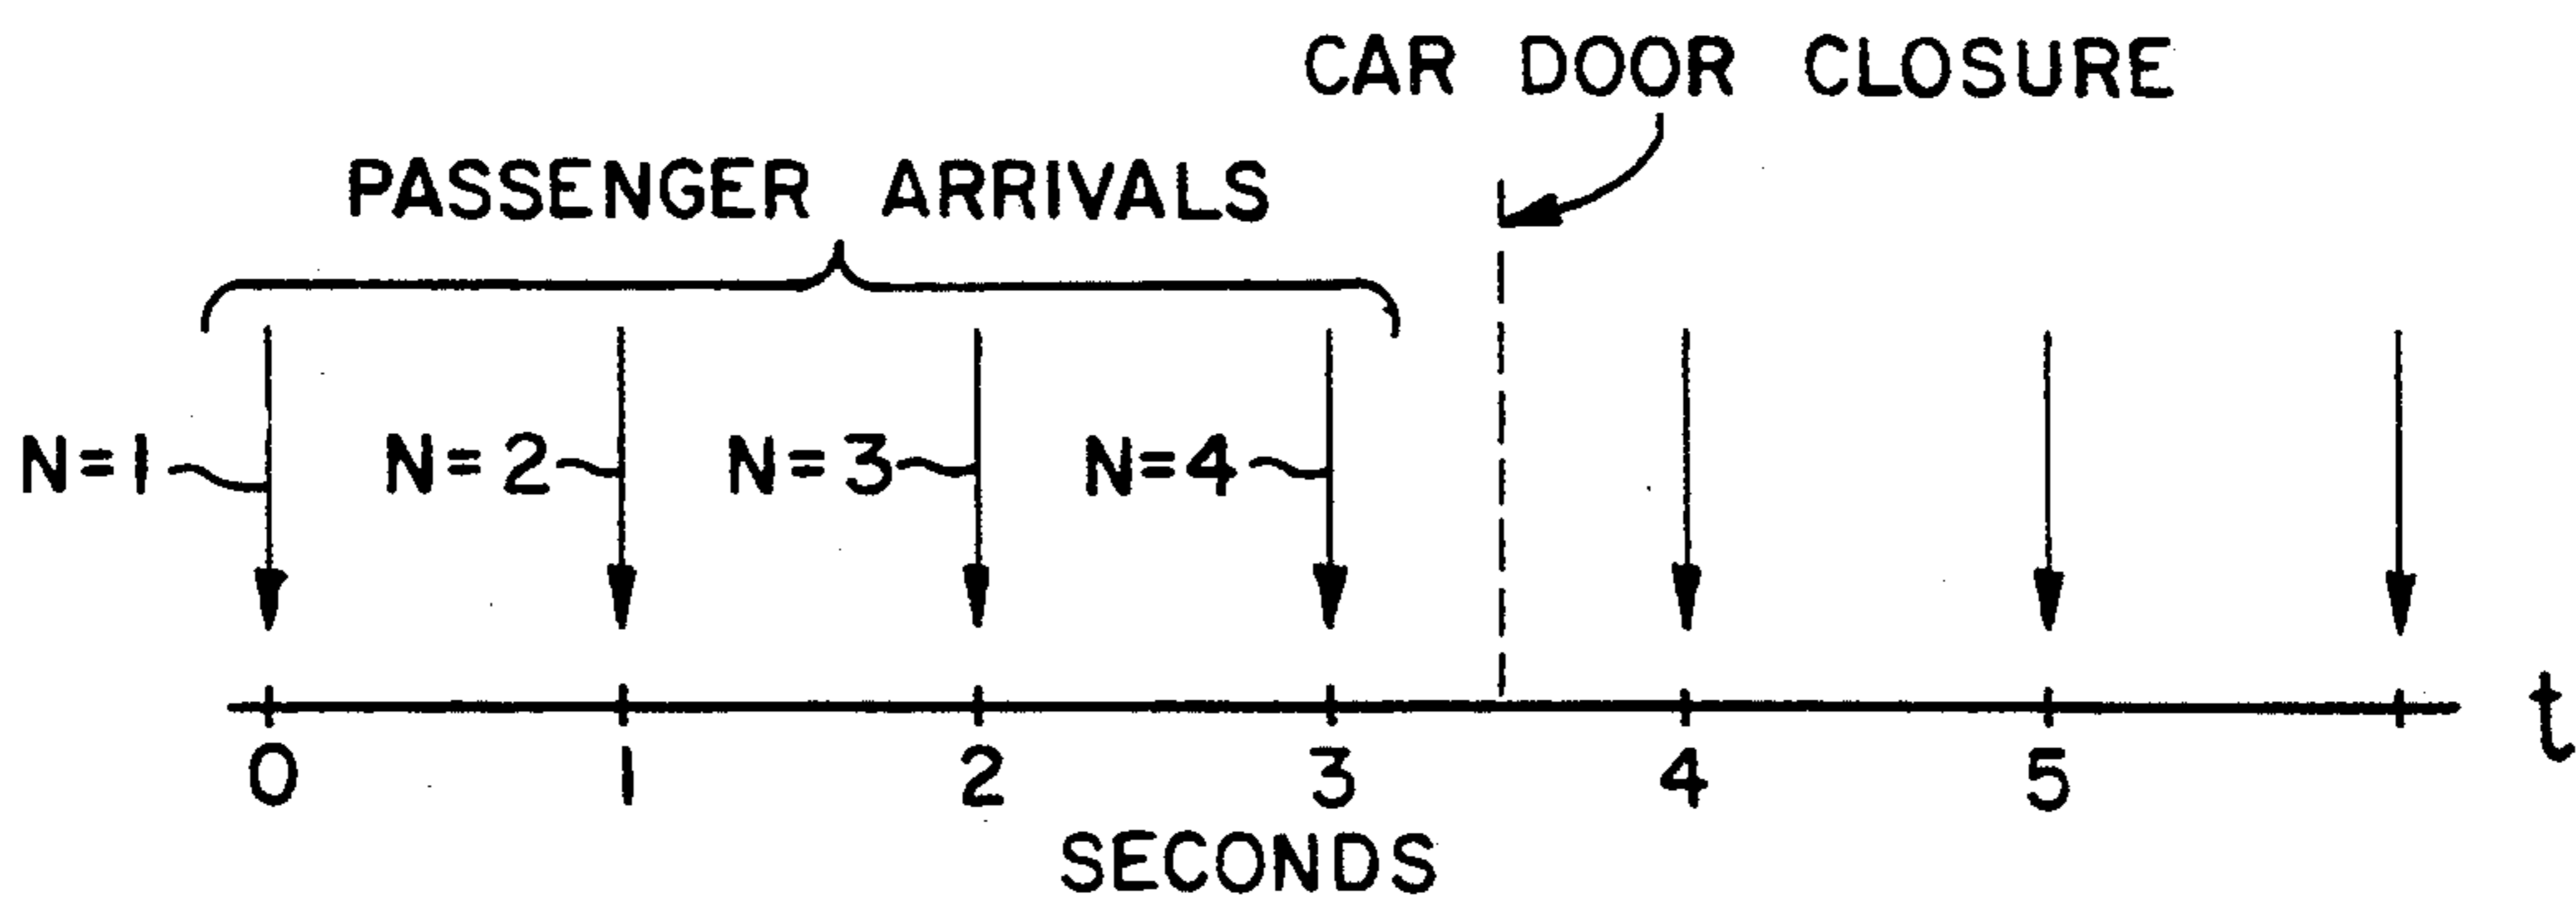 CAR DOOR CLOSURE
PASSENGER ARRIVALS
N=1 N=2 N=3 N=4
0 1 2 3 4 5 t
SECONDS